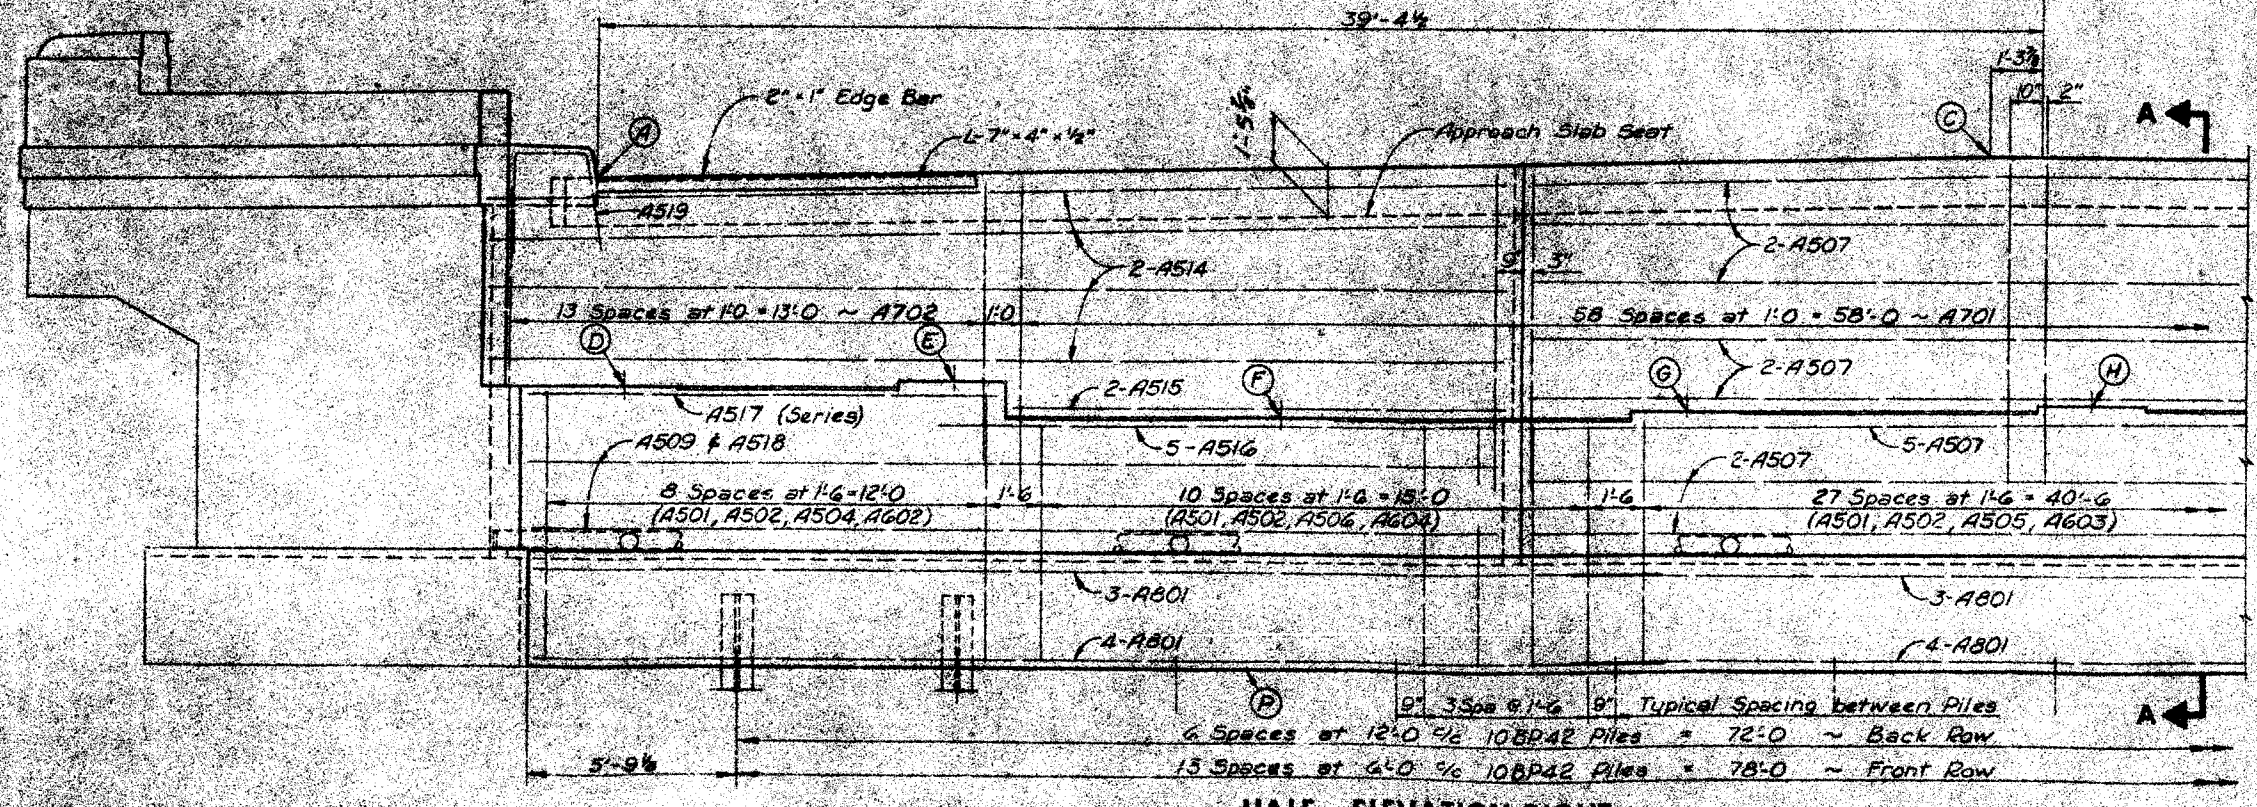 39'-4½
1'-3⅞
10"
2"
2"×1" Edge Bar
A
L-7"×4"×½"
1'-5⅝"
Approach Slab Seat
C
A
A519
2-A507
2-A514
9"
3"
13 Spaces at 1'-0 = 13'-0 ~ A702
1'-0
58 Spaces at 1'-0 = 58'-0 ~ A701
D
E
F
G
H
2-A507
2-A515
A517 (Series)
A509 & A518
5-A516
5-A507
2-A507
8 Spaces at 1'-6 = 12'-0
(A501, A502, A504, A602)
1'-6
10 Spaces at 1'-6 = 15'-0
(A501, A502, A506, A604)
1'-6
27 Spaces at 1'-6 = 40'-6
(A501, A502, A505, A603)
3-A801
3-A801
4-A801
4-A801
P
9" 3 Spa @ 1'-6 9" Typical Spacing between Piles
A
6 Spaces at 12'-0 c/c 10BP42 Piles = 72'-0 ~ Back Row
5'-9⅛
13 Spaces at 6'-0 c/c 10BP42 Piles = 78'-0 ~ Front Row
HALF ELEVATION RIGHT